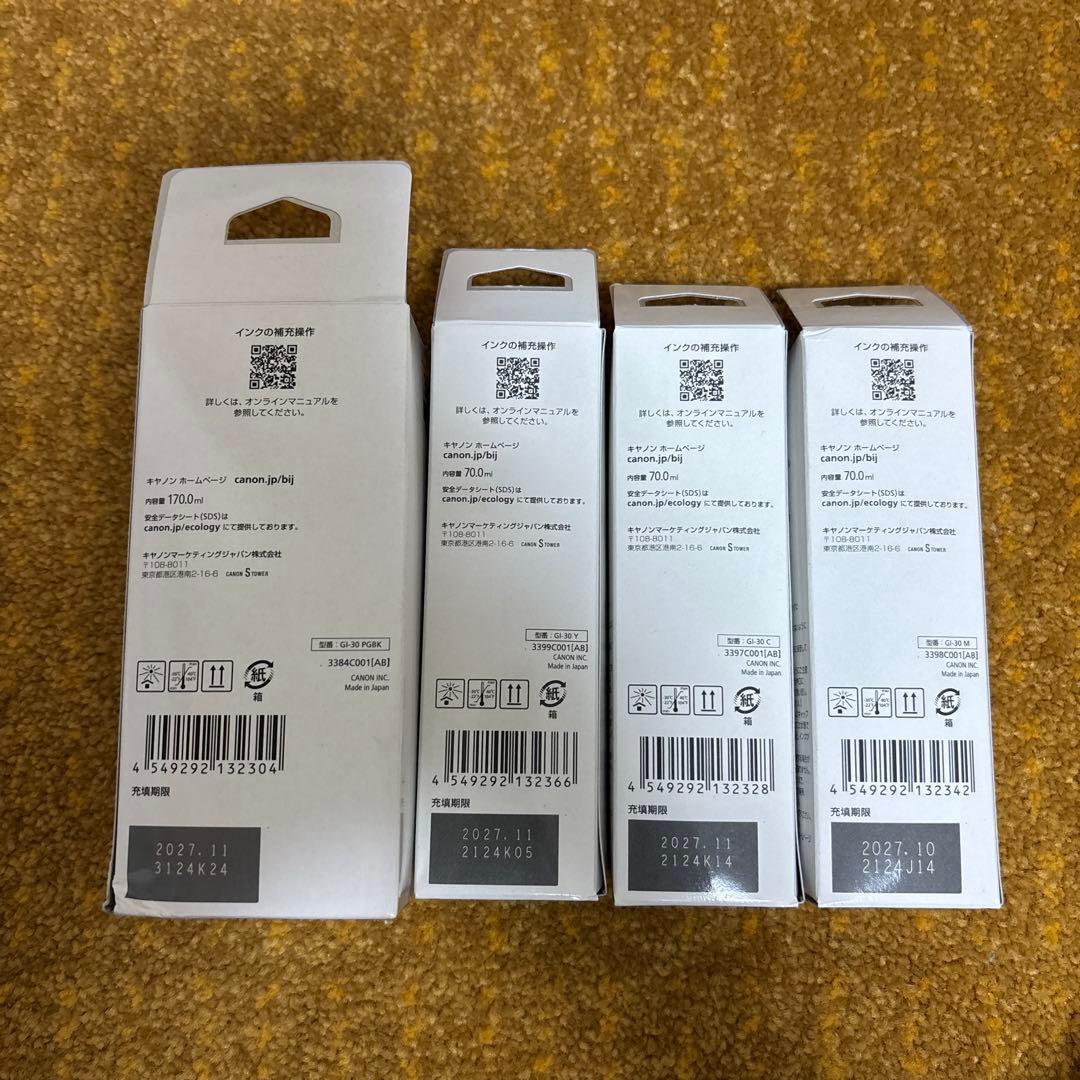 インクの補充操作
詳しくは、オンラインマニュアルを
参照してください。
キヤノン ホームページ canon.jp/bij
内容量 170.0ml
安全データシート(SDS)は
canon.jp/ecology にて提供しております。
キヤノンマーケティングジャパン株式会社
〒108-8011
東京都港区港南2-16-6 CANON S TOWER
型番:GI-30 PGBK
3384C001[AB]
CANON INC.
Made in Japan
紙
箱
4 549292 132304
充填期限
2027.11
3124K24
インクの補充操作
詳しくは、オンラインマニュアルを
参照してください。
キヤノン ホームページ
canon.jp/bij
内容量 70.0ml
安全データシート(SDS)は
canon.jp/ecology にて提供しております。
キヤノンマーケティングジャパン株式会社
〒108-8011
東京都港区港南2-16-6 CANON S TOWER
型番:GI-30 Y
3399C001[AB]
CANON INC.
Made in Japan
紙
箱
4 549292 132366
充填期限
2027.11
2124K05
インクの補充操作
詳しくは、オンラインマニュアルを
参照してください。
キヤノン ホームページ
canon.jp/bij
内容量 70.0ml
安全データシート(SDS)は
canon.jp/ecology にて提供しております。
キヤノンマーケティングジャパン株式会社
〒108-8011
東京都港区港南2-16-6 CANON S TOWER
型番:GI-30 C
3397C001[AB]
CANON INC.
Made in Japan
紙
箱
4 549292 132328
充填期限
2027.11
2124K14
インクの補充操作
詳しくは、オンラインマニュアルを
参照してください。
キヤノン ホームページ
canon.jp/bij
内容量 70.0ml
安全データシート(SDS)は
canon.jp/ecology にて提供しております。
キヤノンマーケティングジャパン株式会社
〒108-8011
東京都港区港南2-16-6 CANON S TOWER
型番:GI-30 M
3398C001[AB]
CANON INC.
Made in Japan
紙
箱
4 549292 132342
充填期限
2027.10
2124J14